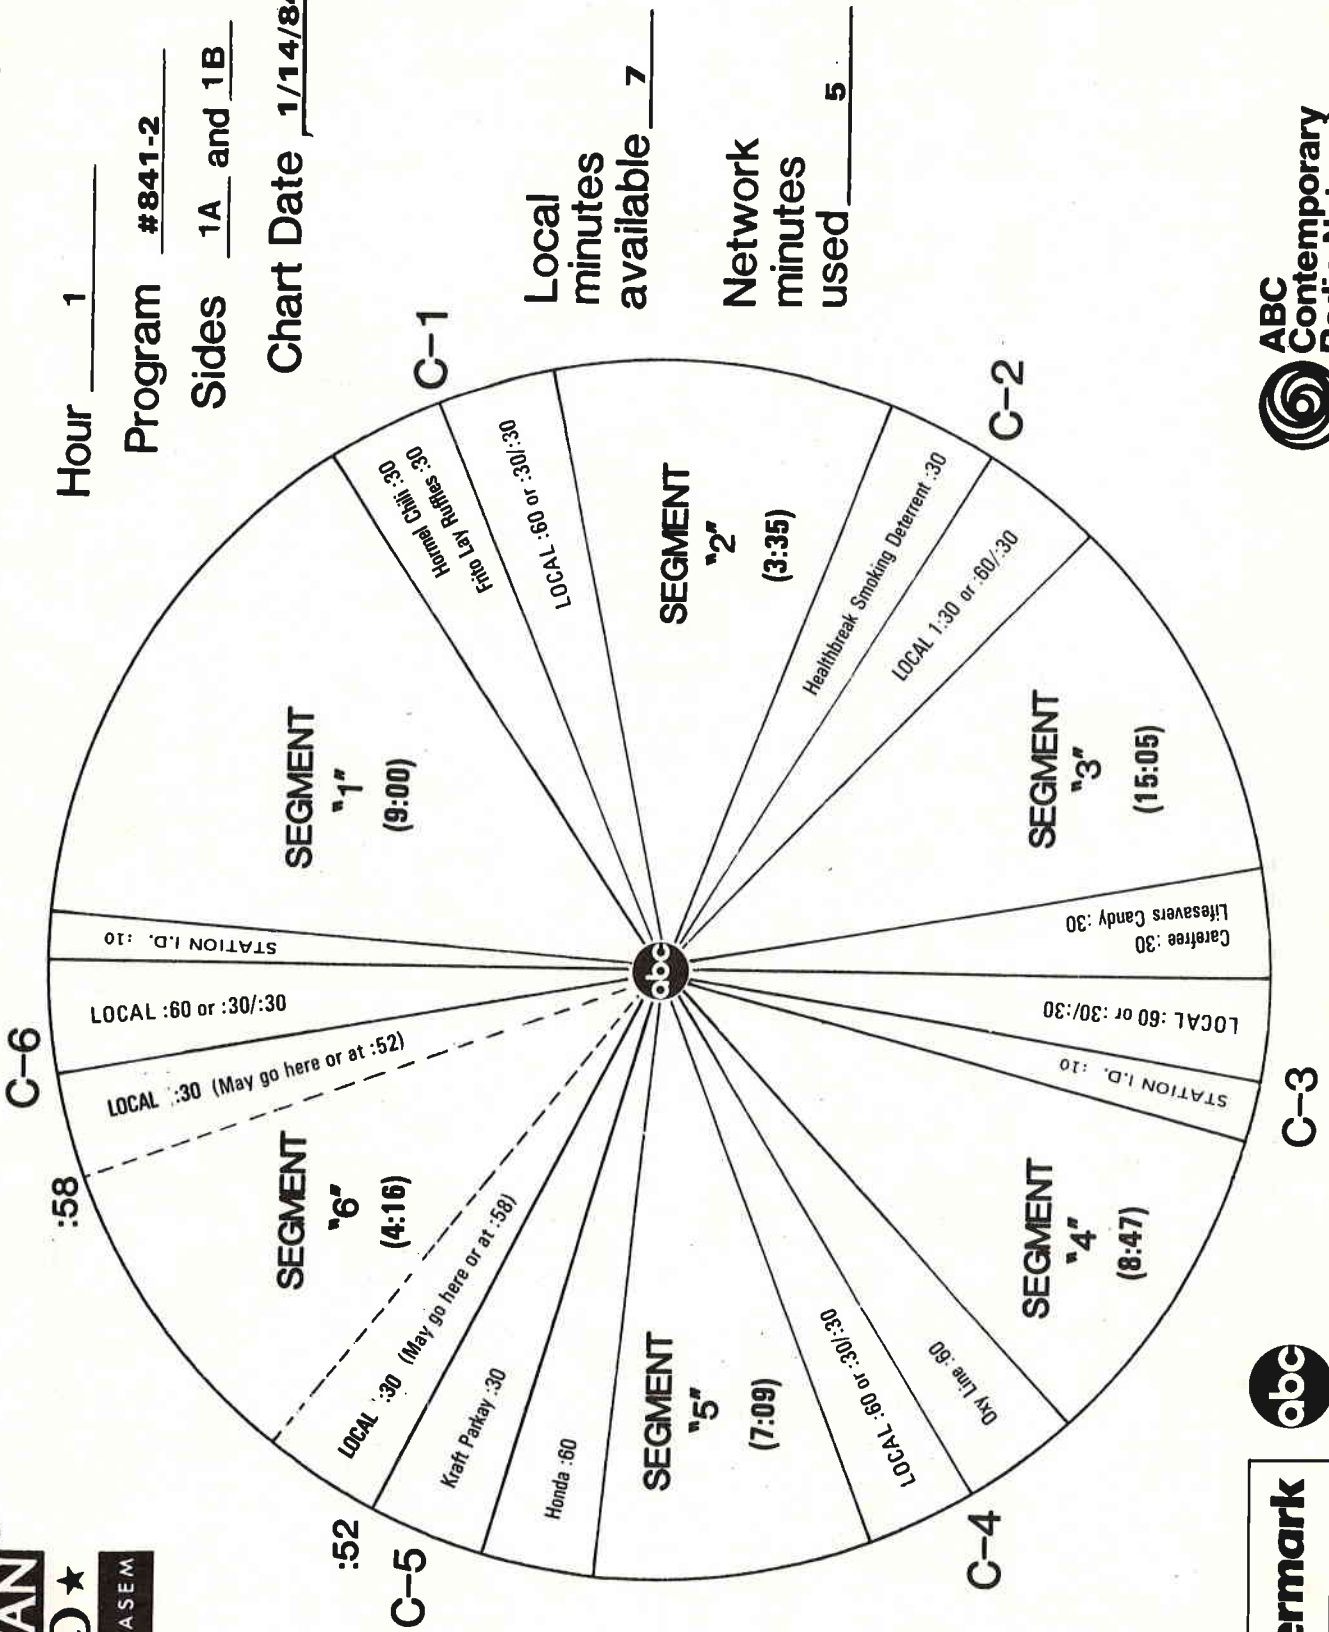 AN
★
ASEM
Hour 1
Program #841-2
Sides 1A and 1B
Chart Date 1/14/84
Local
minutes
available 7
Network
minutes
used 5
SEGMENT
"1"
(9:00)
C-1
Hormel Chili :30
Frito Lay Ruffles :30
LOCAL :60 or :30/:30
SEGMENT
"2"
(3:35)
C-2
Healthbreak Smoking Deterrent :30
LOCAL 1:30 or :60/:30
SEGMENT
"3"
(15:05)
C-3
Lifesavers Candy :30
Carefree :30
LOCAL :60 or :30/:30
STATION I.D. :10
SEGMENT
"4"
(8:47)
C-4
Oxy Line :60
LOCAL :60 or :30/:30
SEGMENT
"5"
(7:09)
C-5
Honda :60
Kraft Parkay :30
:52
LOCAL :30 (May go here or at :58)
SEGMENT
"6"
(4:16)
:58
LOCAL :30 (May go here or at :52)
C-6
LOCAL :60 or :30/:30
STATION I.D. :10
abc
ermark
abc
ABC
Contemporary
Radio